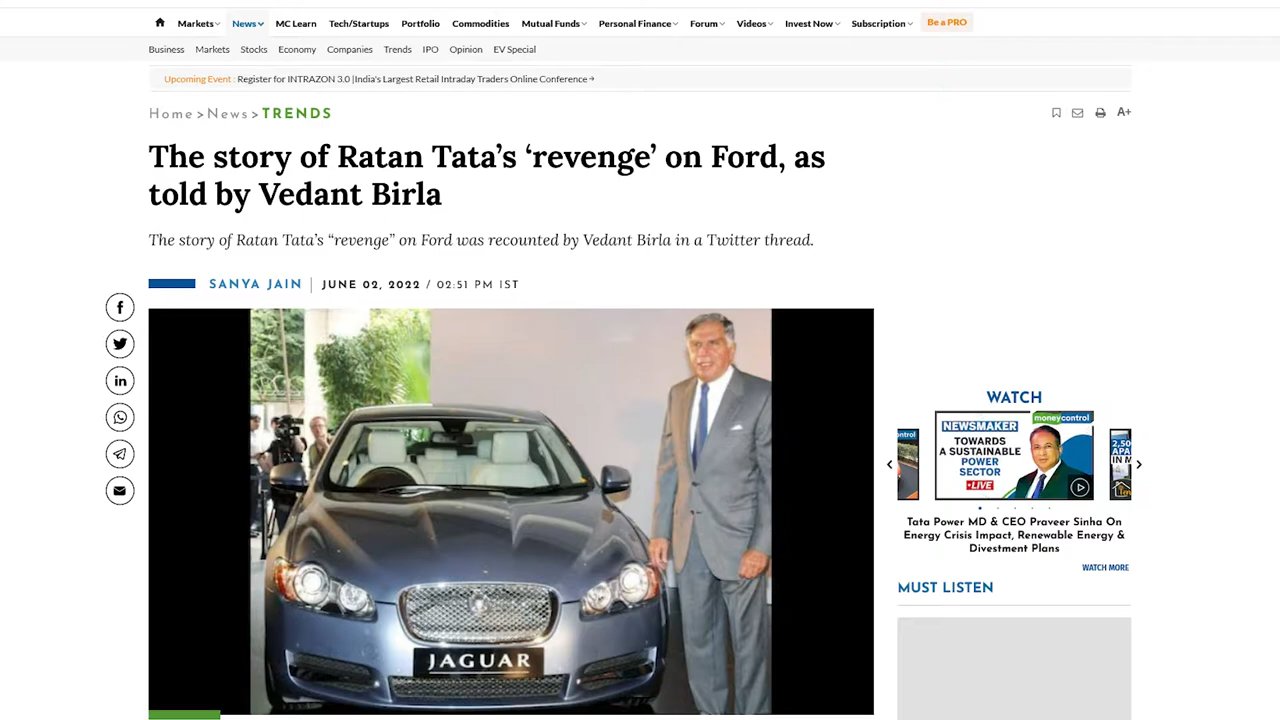 Markets News MC Learn Tech/Startups Portfolio Commodities Mutual Funds Personal Finance Forum Videos Invest Now Subscription Be a PRO
Business Markets Stocks Economy Companies Trends IPO Opinion EV Special
Upcoming Event : Register for INTRAZON 3.0 |India's Largest Retail Intraday Traders Online Conference
Home > News > TRENDS
A+
The story of Ratan Tata's ‘revenge’ on Ford, as
told by Vedant Birla
The story of Ratan Tata's “revenge” on Ford was recounted by Vedant Birla in a Twitter thread.
SANYA JAIN | JUNE 02, 2022 / 02:51 PM IST
JAGUAR
WATCH
moneycontrol
NEWSMAKER
TOWARDS
A SUSTAINABLE
POWER
SECTOR
LIVE
ontrol
2,50
APA
IN M
Tata Power MD & CEO Praveer Sinha On
Energy Crisis Impact, Renewable Energy &
Divestment Plans
WATCH MORE
MUST LISTEN